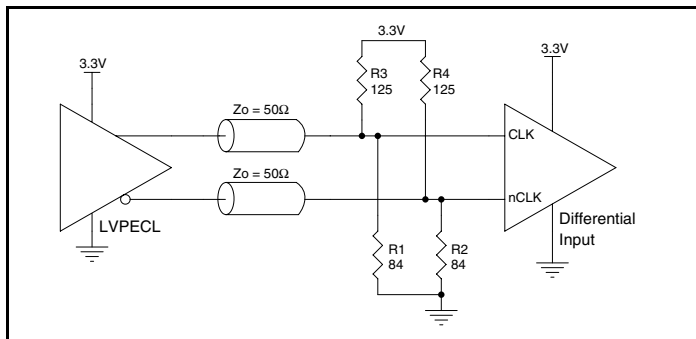 3.3V
3.3V
3.3V
R3
125
R4
125
Zo = 50Ω
CLK
Zo = 50Ω
nCLK
LVPECL
Differential
Input
R1
84
R2
84